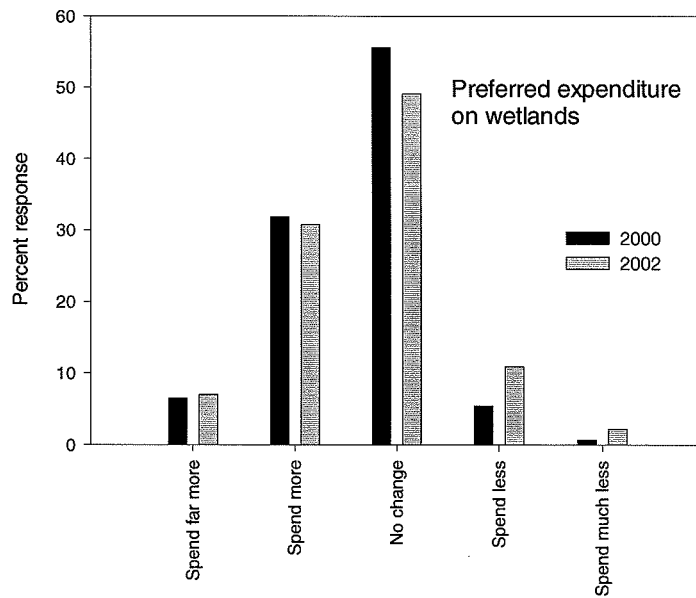 60
50
40
30
20
10
0
Percent response
Preferred expenditure
on wetlands
2000
2002
Spend far more
Spend more
No change
Spend less
Spend much less